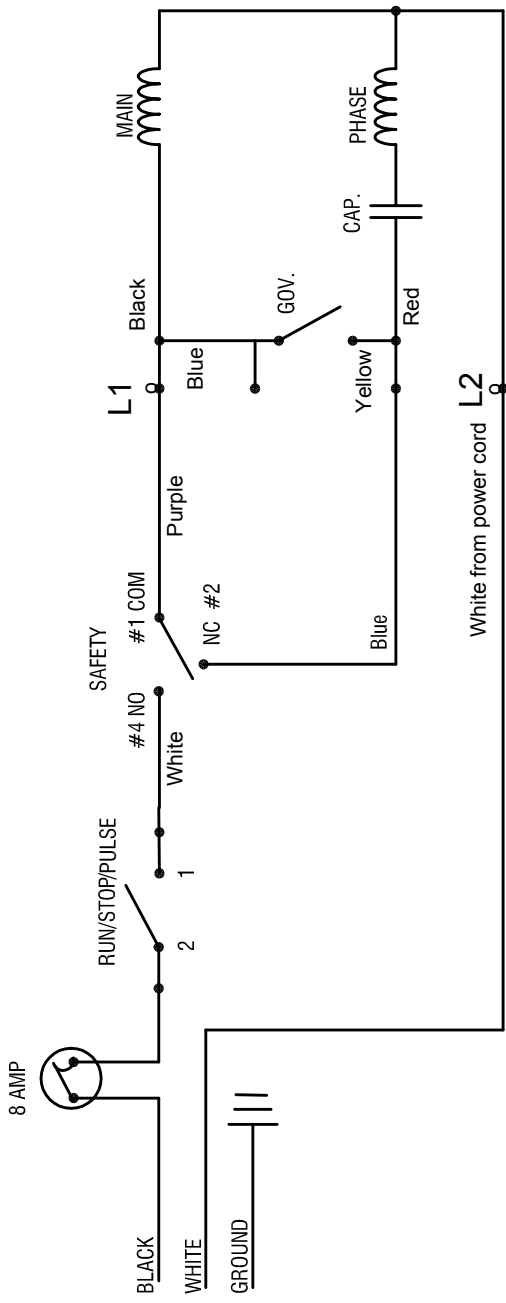 8 AMP
RUN/STOP/PULSE
2
1
SAFETY
#4 NO
#1 COM
White
NC #2
Purple
L1
Black
MAIN
Blue
GOV.
CAP.
PHASE
Blue
Yellow
Red
White from power cord
L2
BLACK
WHITE
GROUND